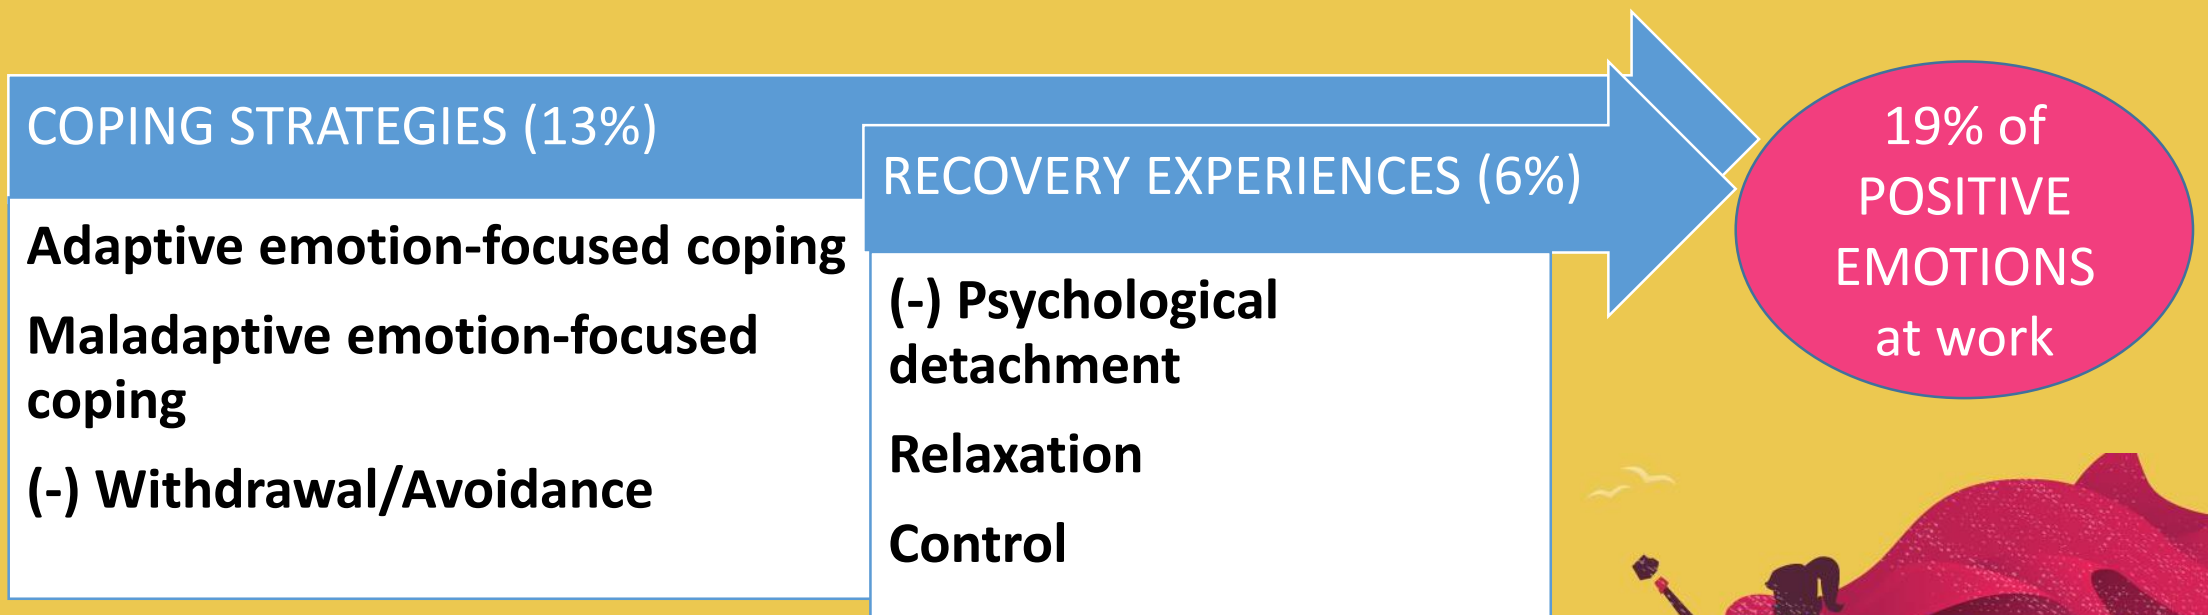 COPING STRATEGIES (13%)
Adaptive emotion-focused coping
Maladaptive emotion-focused
coping
(-) Withdrawal/Avoidance
RECOVERY EXPERIENCES (6%)
(-) Psychological
detachment
Relaxation
Control
19% of
POSITIVE
EMOTIONS
at work